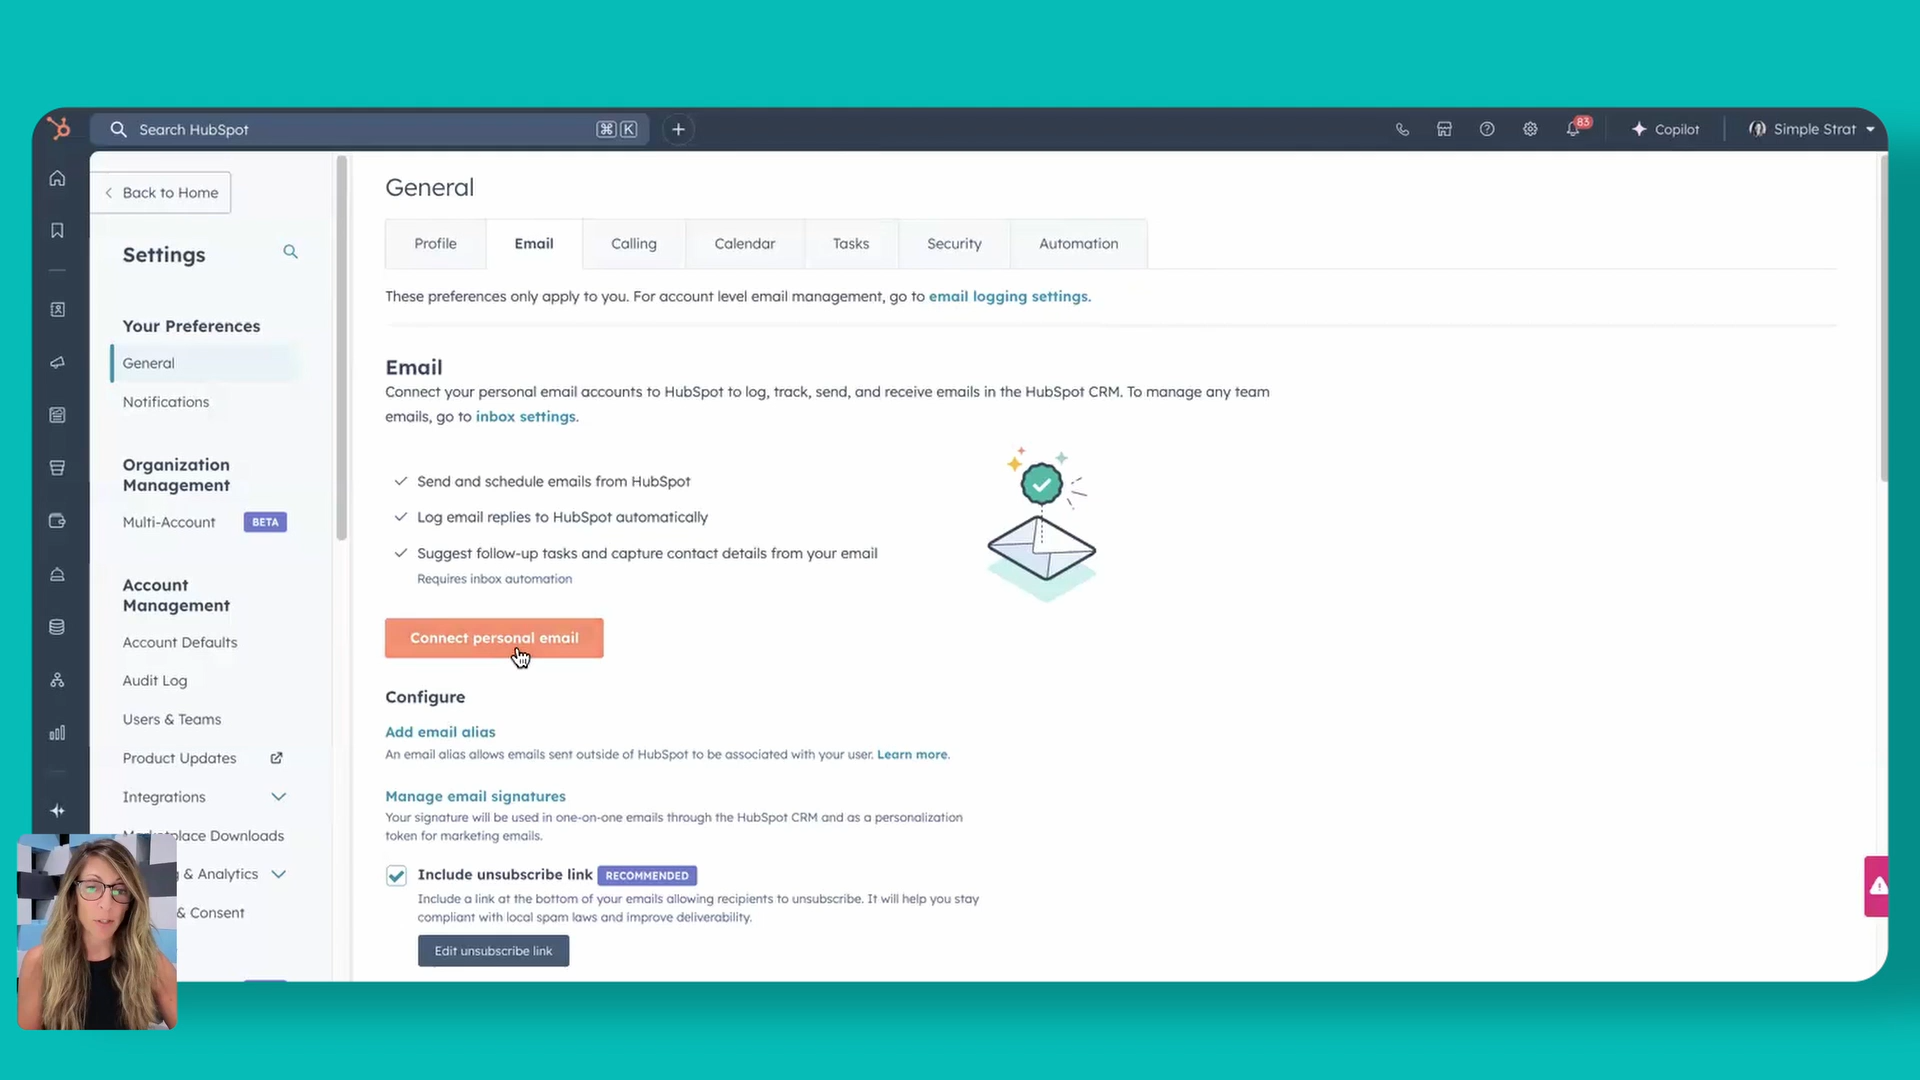 Search HubSpot
⌘ K
83
Copilot
Simple Strat
Back to Home
Settings
Your Preferences
General
Notifications
Organization
Management
Multi-Account BETA
Account
Management
Account Defaults
Audit Log
Users & Teams
Product Updates
Integrations
Downloads
& Analytics
& Consent
General
Profile
Email
Calling
Calendar
Tasks
Security
Automation
These preferences only apply to you. For account level email management, go to email logging settings.
Email
Connect your personal email accounts to HubSpot to log, track, send, and receive emails in the HubSpot CRM. To manage any team
emails, go to inbox settings.
Send and schedule emails from HubSpot
Log email replies to HubSpot automatically
Suggest follow-up tasks and capture contact details from your email
Requires inbox automation
Connect personal email
Configure
Add email alias
An email alias allows emails sent outside of HubSpot to be associated with your user. Learn more.
Manage email signatures
Your signature will be used in one-on-one emails through the HubSpot CRM and as a personalization
token for marketing emails.
Include unsubscribe link RECOMMENDED
Include a link at the bottom of your emails allowing recipients to unsubscribe. It will help you stay
compliant with local spam laws and improve deliverability.
Edit unsubscribe link